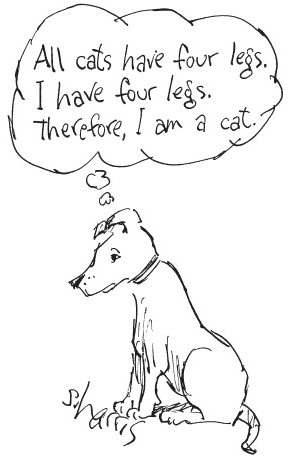 All cats have four legs.
I have four legs.
Therefore, I am a cat.
S. Harris